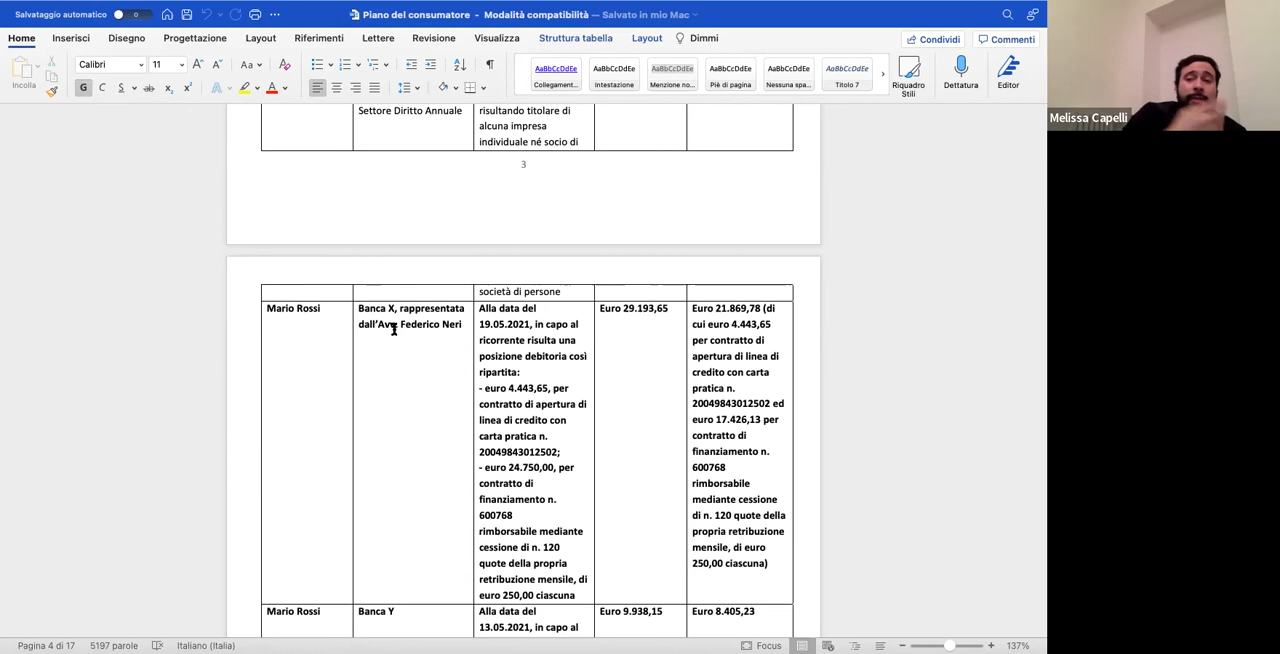 Salvataggio automatico
Piano del consumatore - Modalità compatibilità — Salvato in mio Mac
Home Inserisci Disegno Progettazione Layout Riferimenti Lettere Revisione Visualizza Struttura tabella Layout Dimmi
Condividi Commenti
Incolla
Calibri 11
G C S ab x₂ x²
AaBbCcDdEe AaBbCcDdEe AaBbCcDdEe AaBbCcDdEe AaBbCcDdEe AaBbCcDdEe
Collegament... Intestazione Menzione no... Piè di pagina Nessuna spa... Titolo 7
Riquadro
Stili
Dettatura
Editor
Melissa Capelli
Settore Diritto Annuale
risultando titolare di
alcuna impresa
individuale né socio di
3
società di persone
Mario Rossi
Banca X, rappresentata
dall'Avv. Federico Neri
Alla data del
19.05.2021, in capo al
ricorrente risulta una
posizione debitoria così
ripartita:
- euro 4.443,65, per
contratto di apertura di
linea di credito con
carta pratica n.
20049843012502;
- euro 24.750,00, per
contratto di
finanziamento n.
600768
rimborsabile mediante
cessione di n. 120
quote della propria
retribuzione mensile, di
euro 250,00 ciascuna
Euro 29.193,65
Euro 21.869,78 (di
cui euro 4.443,65
per contratto di
apertura di linea di
credito con carta
pratica n.
20049843012502 ed
euro 17.426,13 per
contratto di
finanziamento n.
600768
rimborsabile
mediante cessione
di n. 120 quote della
propria retribuzione
mensile, di euro
250,00 ciascuna)
Mario Rossi
Banca Y
Alla data del
13.05.2021, in capo al
Euro 9.938,15
Euro 8.405,23
Pagina 4 di 17 5197 parole Italiano (Italia)
Focus
137%